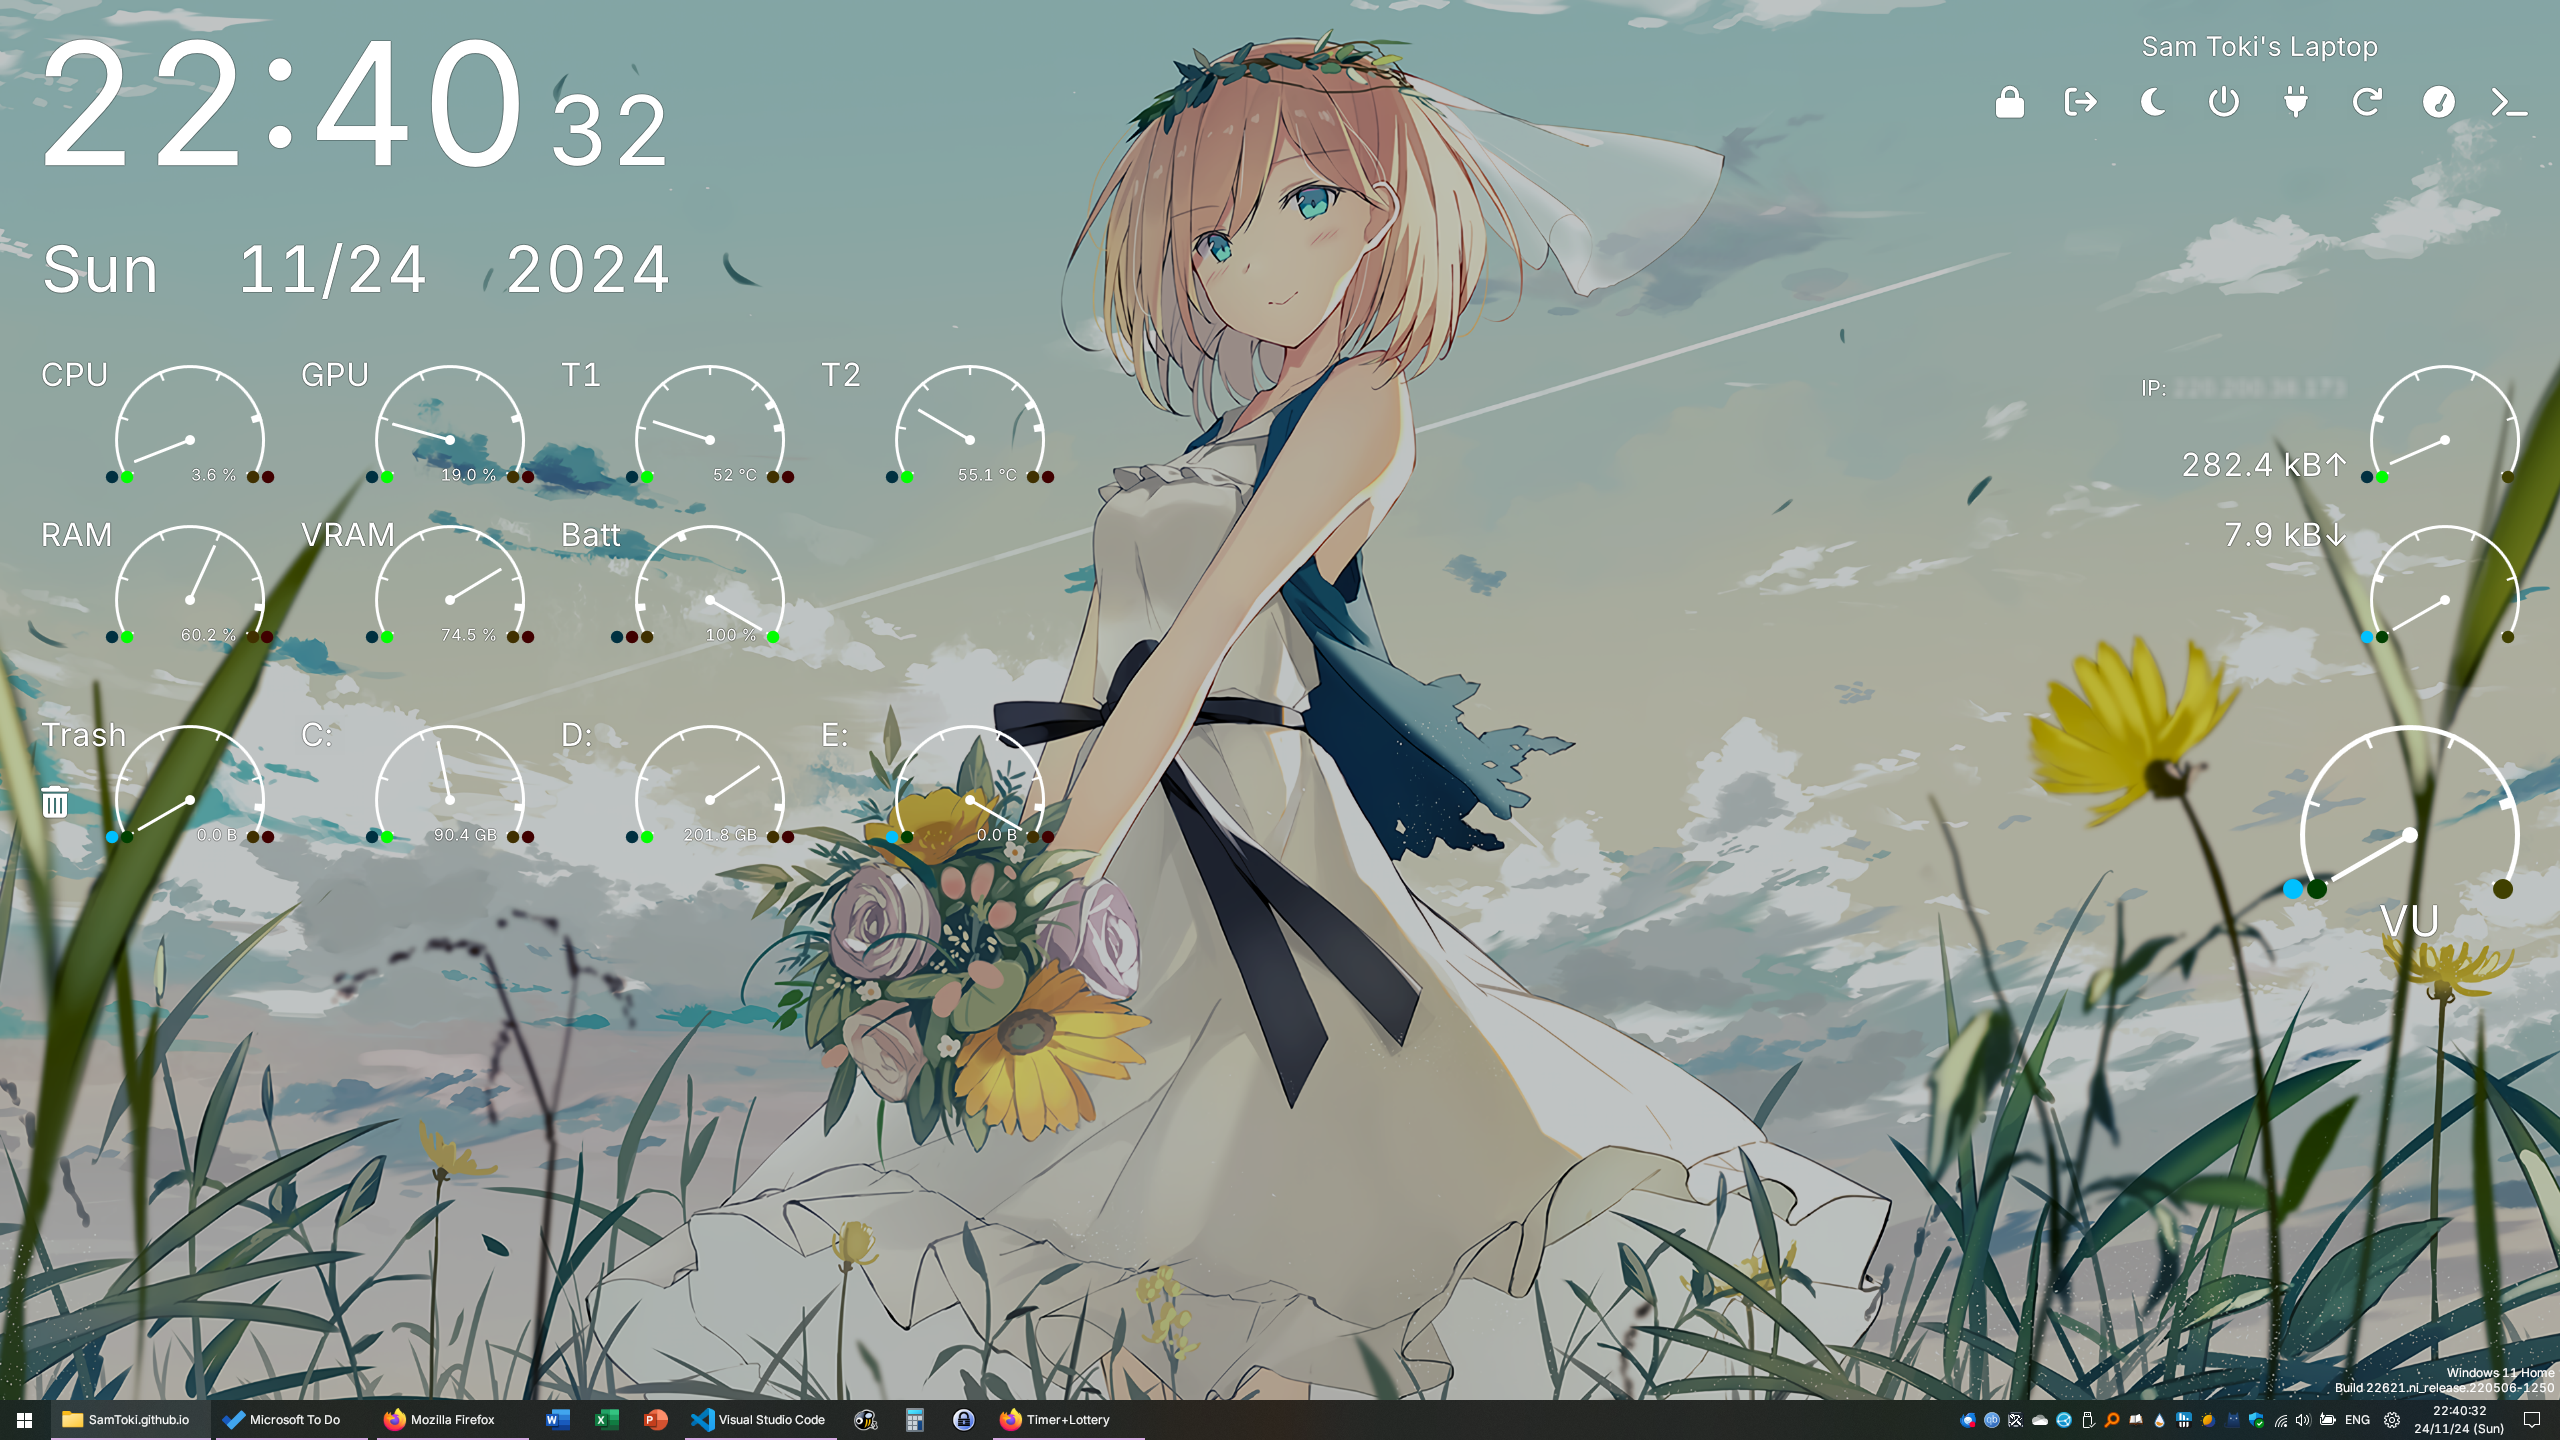 22:40 32
Sun 11/24 2024
Sam Toki's Laptop
CPU
3.6 %
GPU
19.0 %
T1
52 °C
T2
55.1 °C
RAM
60.2 %
VRAM
74.5 %
Batt
100 %
Trash
0.0 B
C:
90.4 GB
D:
201.8 GB
E:
0.0 B
IP:
282.4 kB↑
7.9 kB↓
VU
Windows 11 Home
Build 22621.ni_release.220506-1250
SamToki.github.io
Microsoft To Do
Mozilla Firefox
Visual Studio Code
Timer+Lottery
ENG
22:40:32
24/11/24 (Sun)